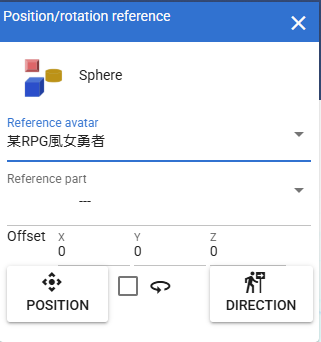 Position/rotation reference
Sphere
Reference avatar
某RPG風女勇者
Reference part
---
Offset X 0 Y 0 Z 0
POSITION DIRECTION